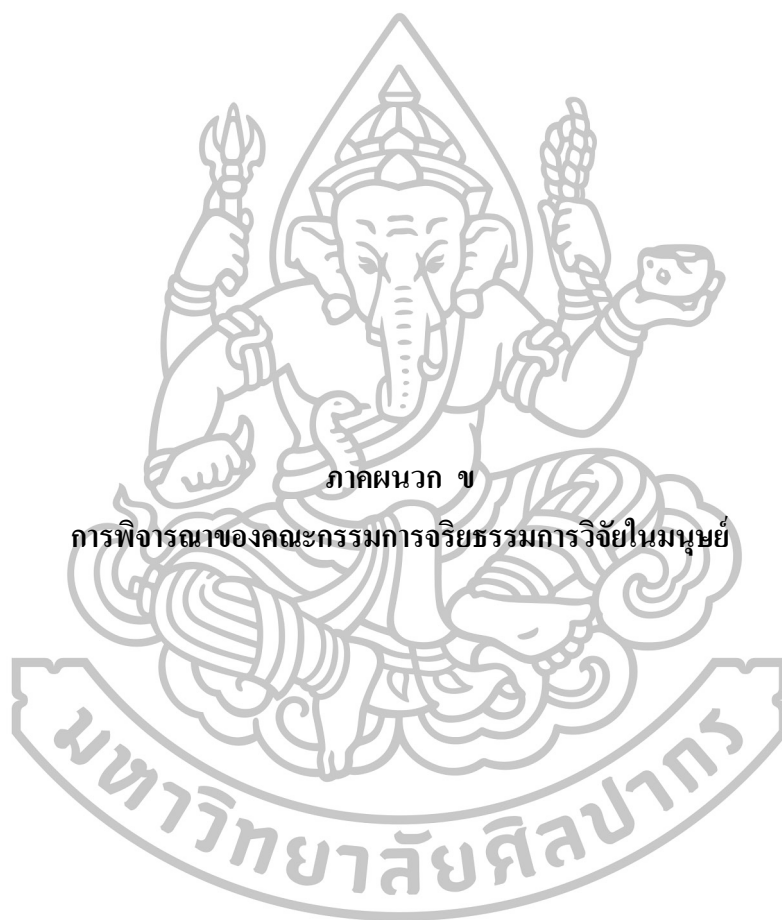 ภาคผนวก ข
การพิจารณาของคณะกรรมการจริยธรรมการวิจัยในมนุษย์
มหาวิทยาลัยศิลปากร